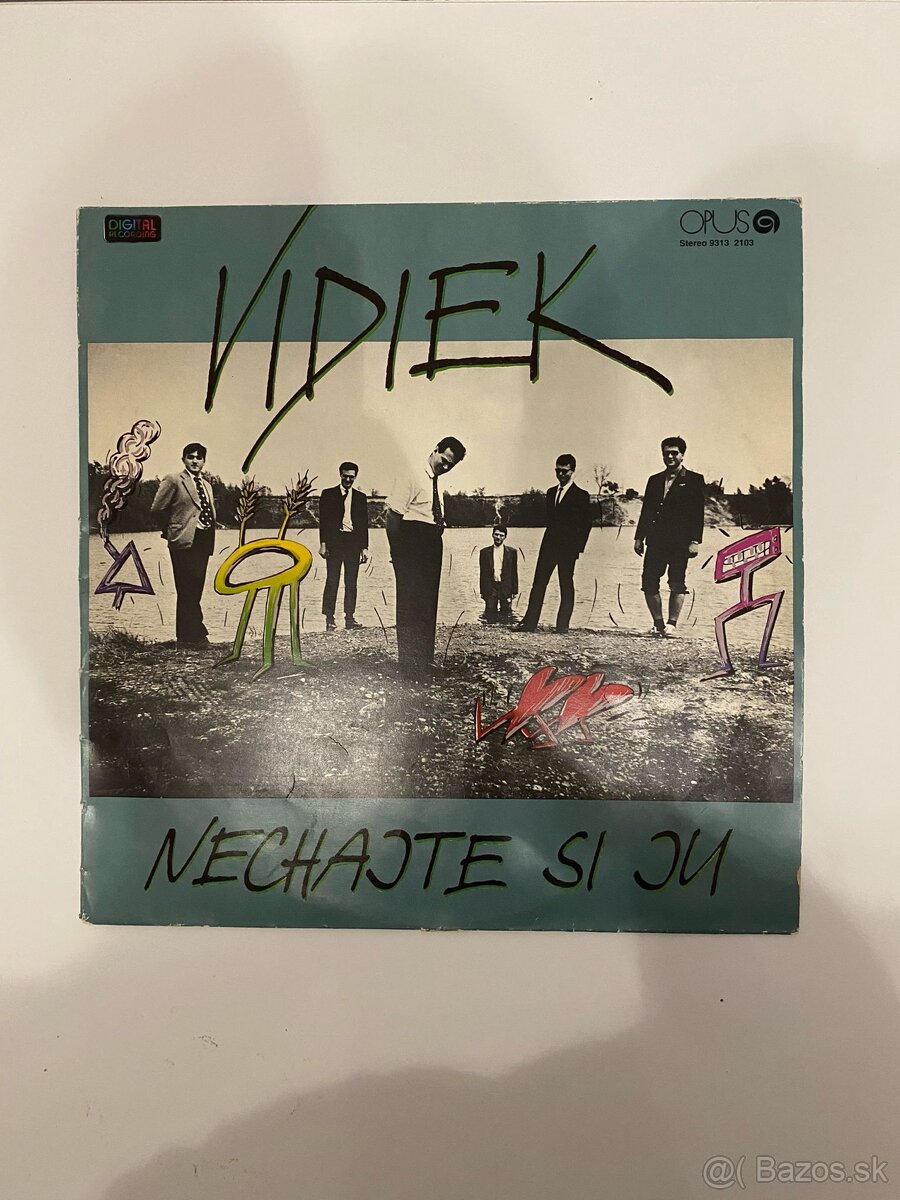 DIGITAL
RECORDING
OPUS
Stereo 9313 2103
VIDIEK
NECHAJTE SI JU
@( Bazos.sk